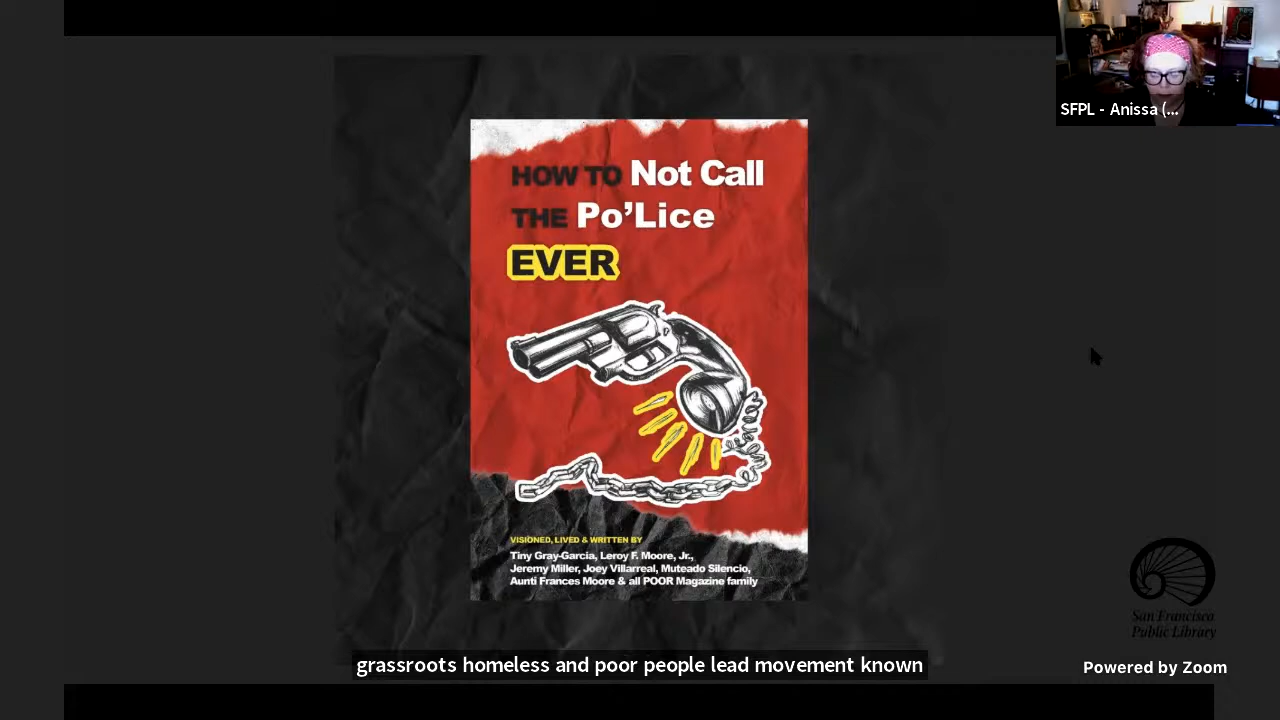 SFPL - Anissa (...
HOW TO Not Call
THE Po'Lice
EVER
VISIONED, LIVED & WRITTEN BY
Tiny Gray-Garcia, Leroy F. Moore, Jr.,
Jeremy Miller, Joey Villarreal, Muteado Silencio,
Aunti Frances Moore & all POOR Magazine family
San Francisco
Public Library
grassroots homeless and poor people lead movement known
Powered by Zoom